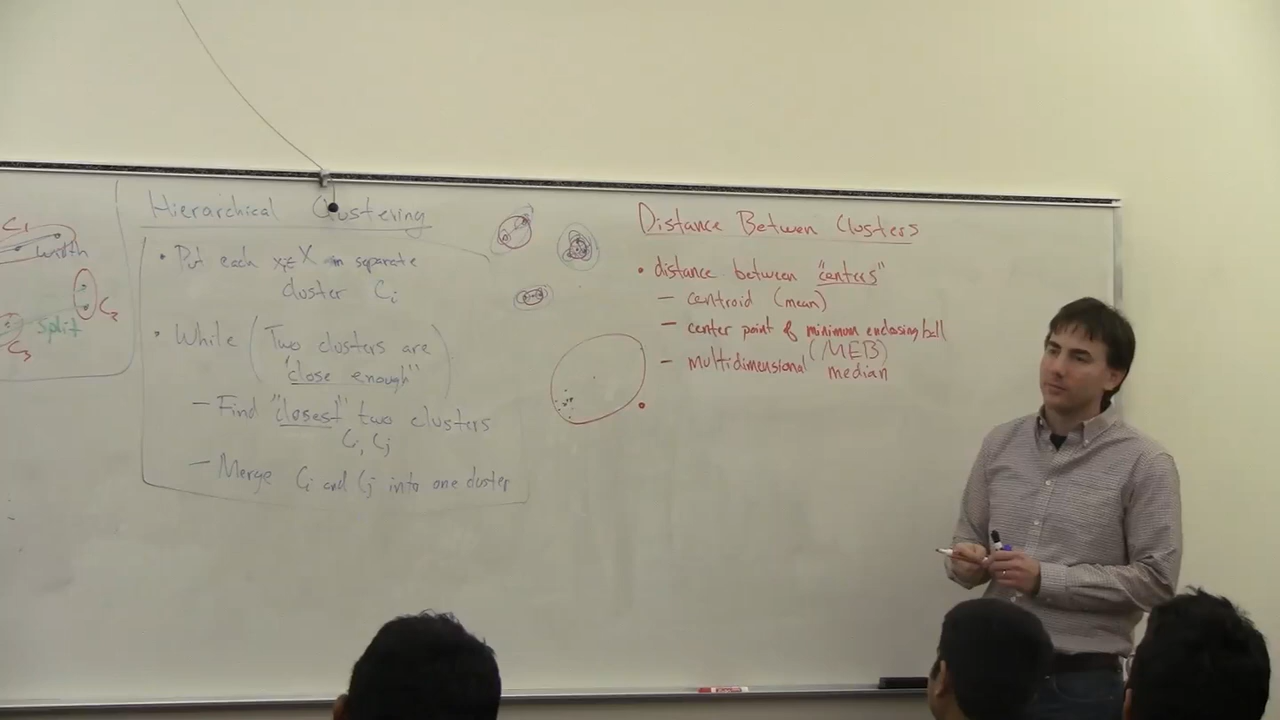 C1
width
C2
split
C3
Hierarchical Clustering
• Put each xi∈X in separate
cluster Ci
• While (Two clusters are
"close enough")
– Find "closest" two clusters
Ci, Cj
– Merge Ci and Cj into one cluster
Distance Betwen Clusters
• distance between "centers"
– centroid (mean)
– center point of minimum enclosing ball
(MEB)
– multidimensional median